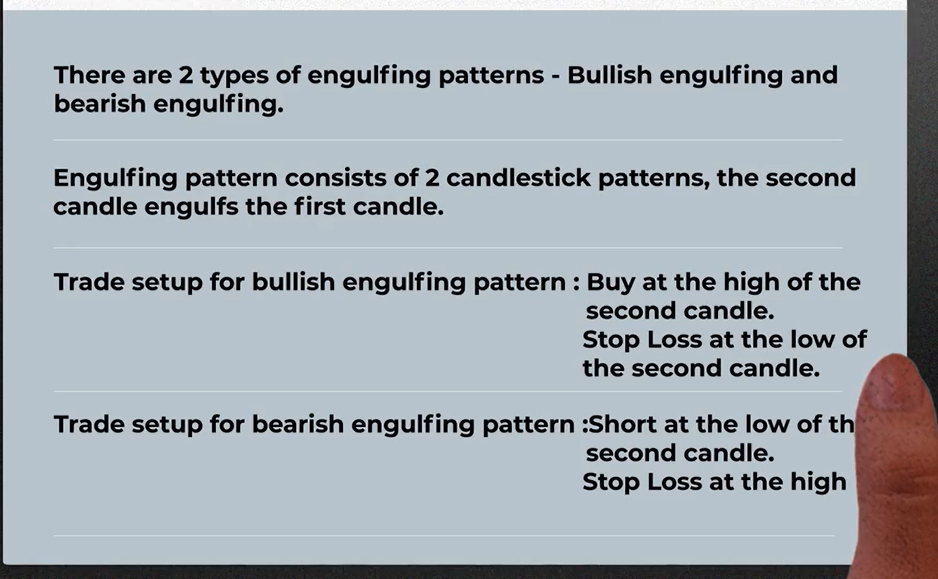 There are 2 types of engulfing patterns - Bullish engulfing and
bearish engulfing.
Engulfing pattern consists of 2 candlestick patterns, the second
candle engulfs the first candle.
Trade setup for bullish engulfing pattern : Buy at the high of the
second candle.
Stop Loss at the low of
the second candle.
Trade setup for bearish engulfing pattern :Short at the low of th
second candle.
Stop Loss at the high